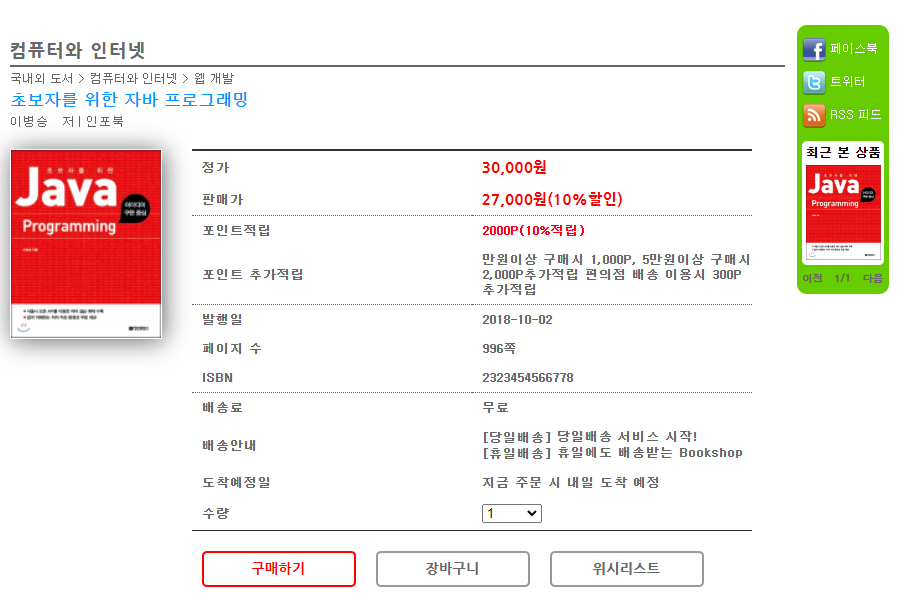 컴퓨터와 인터넷
국내외 도서 > 컴퓨터와 인터넷 > 웹 개발
초보자를 위한 자바 프로그래밍
이병승 저 | 인포북
초보자를 위한
Java
아이디어
구현 중심
Programming
정가 30,000원
판매가 27,000원(10%할인)
포인트적립 2000P(10%적립)
포인트 추가적립 만원이상 구매시 1,000P, 5만원이상 구매시
2,000P추가적립 편의점 배송 이용시 300P
추가적립
발행일 2018-10-02
페이지 수 996쪽
ISBN 2323454566778
배송료 무료
배송안내 [당일배송] 당일배송 서비스 시작!
[휴일배송] 휴일에도 배송받는 Bookshop
도착예정일 지금 주문 시 내일 도착 예정
수량 1
구매하기 장바구니 위시리스트
페이스북
트위터
RSS 피드
최근 본 상품
Java
Programming
이전 1/1 다음